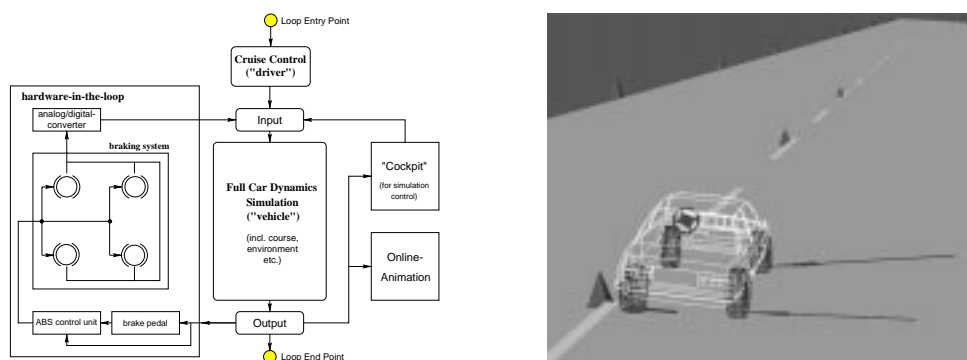 Loop Entry Point
Cruise Control
("driver")
hardware-in-the-loop
analog/digital-
converter
Input
braking system
Full Car Dynamics
Simulation
("vehicle")
(incl. course,
environment
etc.)
"Cockpit"
(for simulation
control)
Online-
Animation
ABS control unit
brake pedal
Output
Loop End Point